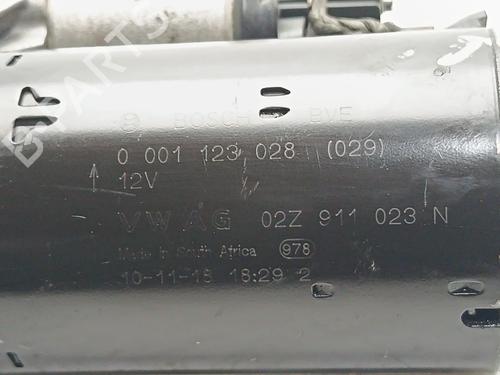 BOSCH BVE
0 001 123 028 (029)
12V
VW AG 02Z 911 023 N
Made in South Africa 978
10-11-15 18:29 2